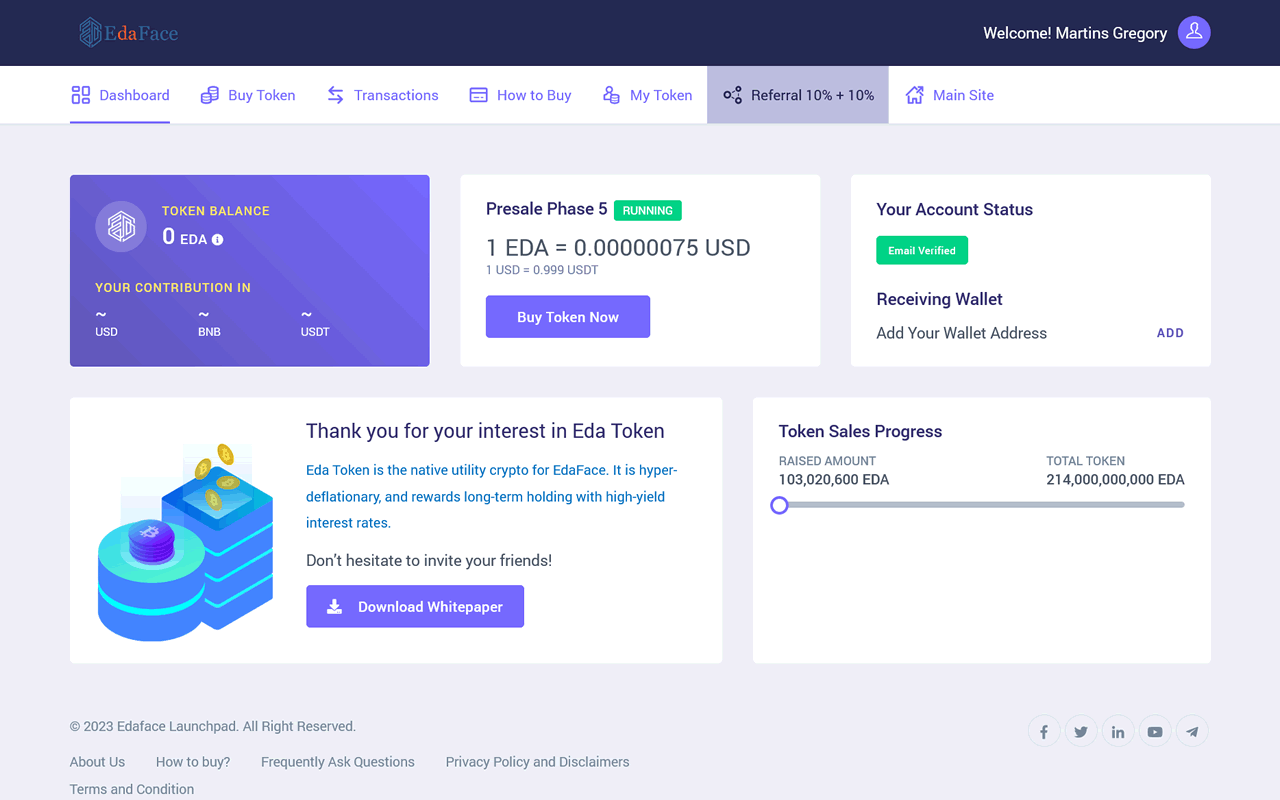 EdaFace
Welcome! Martins Gregory
Dashboard
Buy Token
Transactions
How to Buy
My Token
Referral 10% + 10%
Main Site
TOKEN BALANCE
0 EDA
YOUR CONTRIBUTION IN
~ ~ ~
USD BNB USDT
Presale Phase 5 RUNNING
1 EDA = 0.00000075 USD
1 USD = 0.999 USDT
Buy Token Now
Your Account Status
Email Verified
Receiving Wallet
Add Your Wallet Address ADD
Thank you for your interest in Eda Token
Eda Token is the native utility crypto for EdaFace. It is hyper-
deflationary, and rewards long-term holding with high-yield
interest rates.
Don’t hesitate to invite your friends!
Download Whitepaper
Token Sales Progress
RAISED AMOUNT TOTAL TOKEN
103,020,600 EDA 214,000,000,000 EDA
© 2023 Edaface Launchpad. All Right Reserved.
About Us How to buy? Frequently Ask Questions Privacy Policy and Disclaimers
Terms and Condition